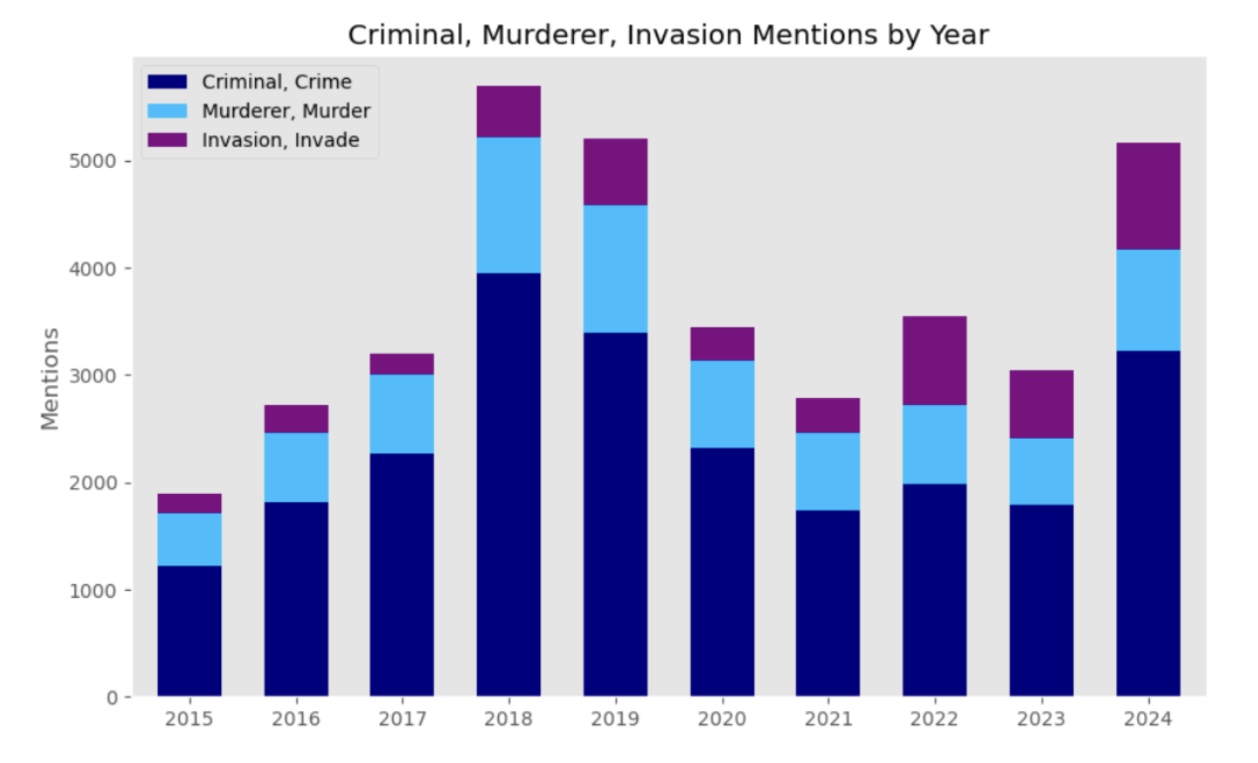 Criminal, Murderer, Invasion Mentions by Year
Criminal, Crime
Murderer, Murder
Invasion, Invade
Mentions
5000
4000
3000
2000
1000
0
2015 2016 2017 2018 2019 2020 2021 2022 2023 2024